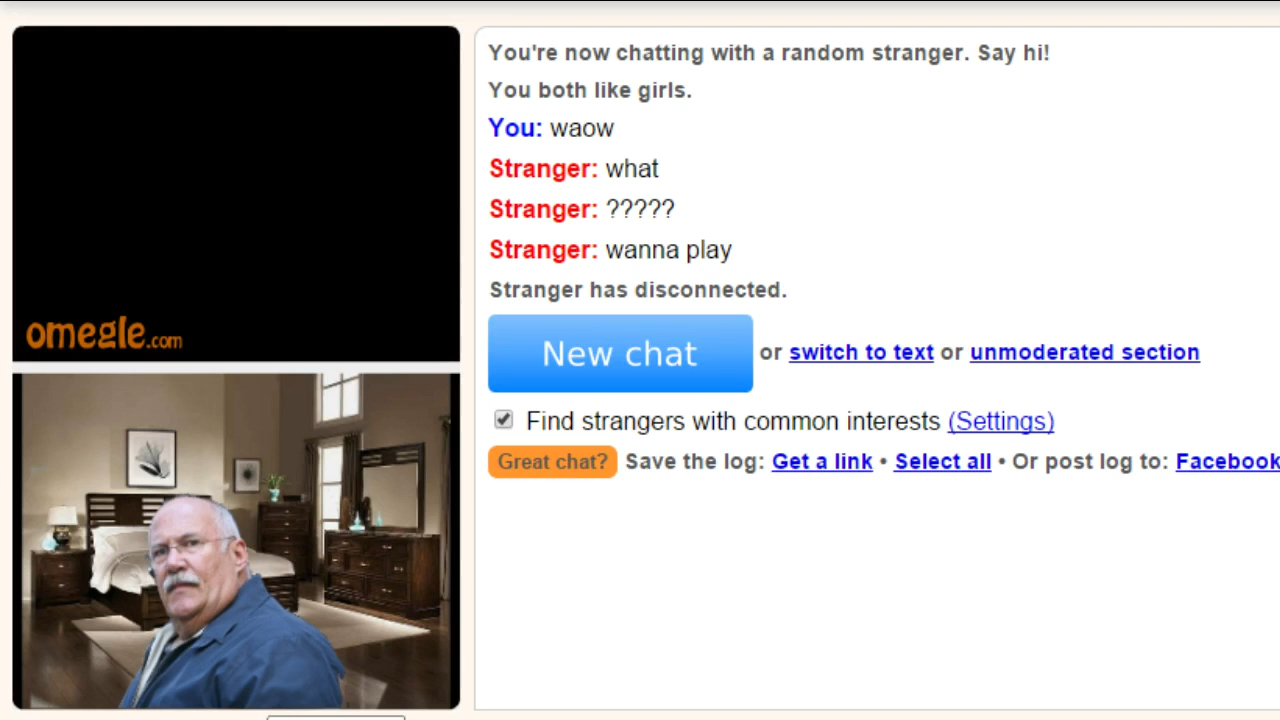 You're now chatting with a random stranger. Say hi!
You both like girls.
You: waow
Stranger: what
Stranger: ?????
Stranger: wanna play
Stranger has disconnected.
omegle.com
New chat or switch to text or unmoderated section
Find strangers with common interests (Settings)
Great chat? Save the log: Get a link • Select all • Or post log to: Facebook